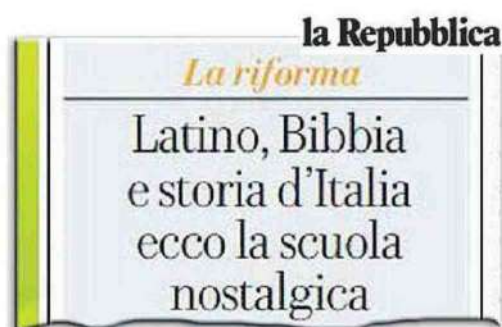 la Repubblica
La riforma
Latino, Bibbia
e storia d'Italia
ecco la scuola
nostalgica